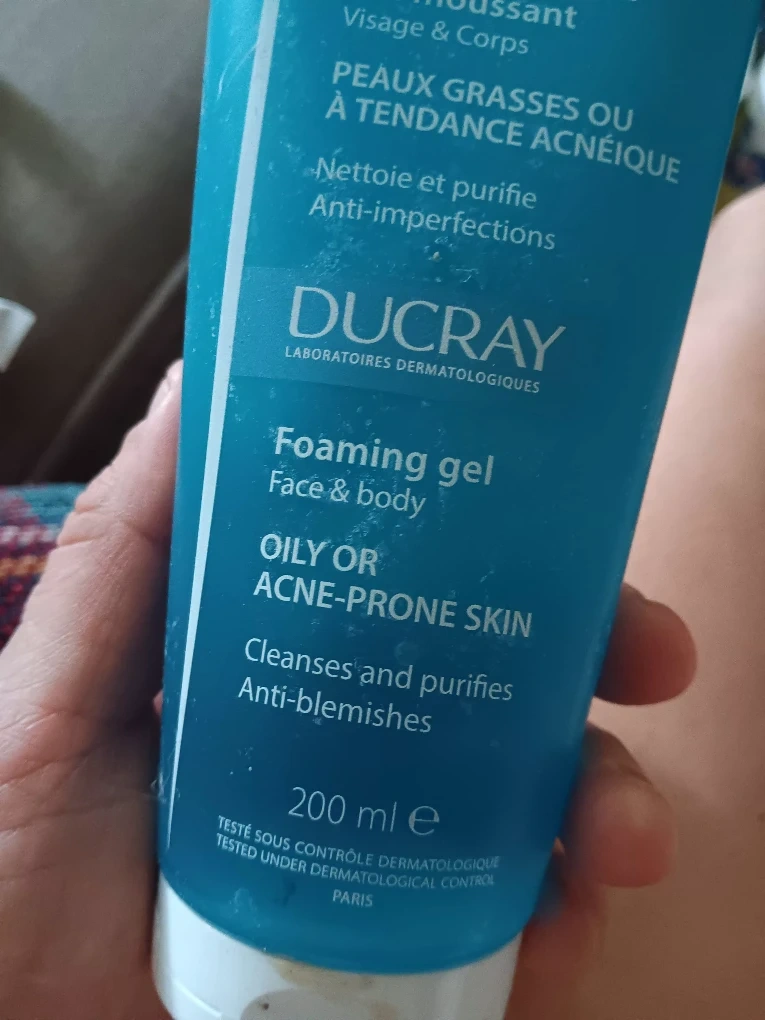 moussant
Visage & Corps
PEAUX GRASSES OU
À TENDANCE ACNÉIQUE
Nettoie et purifie
Anti-imperfections
DUCRAY
LABORATOIRES DERMATOLOGIQUES
Foaming gel
Face & body
OILY OR
ACNE-PRONE SKIN
Cleanses and purifies
Anti-blemishes
200 ml ℮
TESTÉ SOUS CONTRÔLE DERMATOLOGIQUE
TESTED UNDER DERMATOLOGICAL CONTROL
PARIS